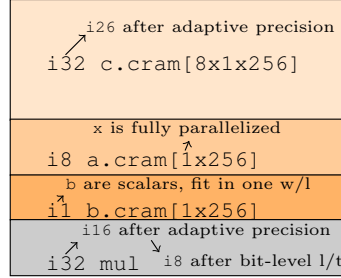 i26 after adaptive precision
i32 c.cram[8x1x256]
x is fully parallelized
i8 a.cram[1x256]
b are scalars, fit in one w/l
i1 b.cram[1x256]
i16 after adaptive precision
i32 mul i8 after bit-level l/t